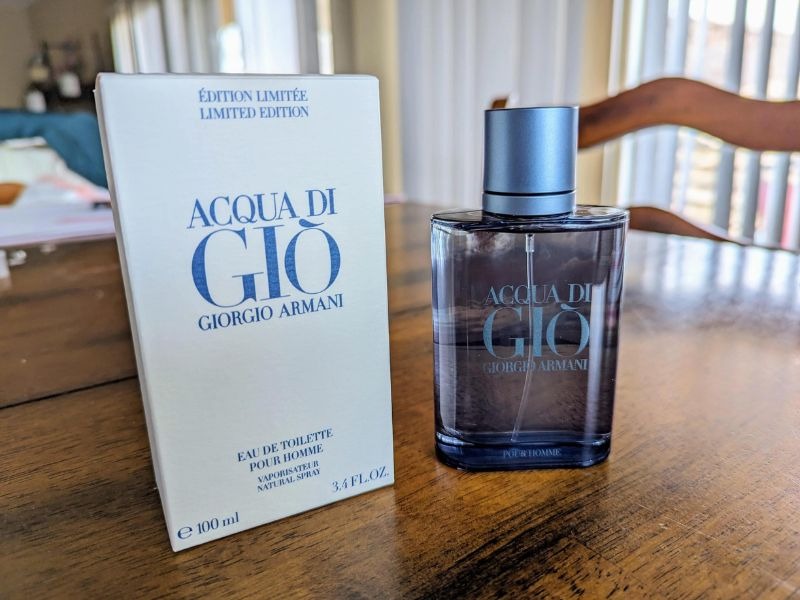 ÉDITION LIMITÉE
LIMITED EDITION
ACQUA DI
GIÒ
GIORGIO ARMANI
EAU DE TOILETTE
POUR HOMME
VAPORISATEUR
NATURAL SPRAY
3.4 FL.OZ.
℮ 100 ml
ACQUA DI
GIÒ
GIORGIO ARMANI
POUR HOMME